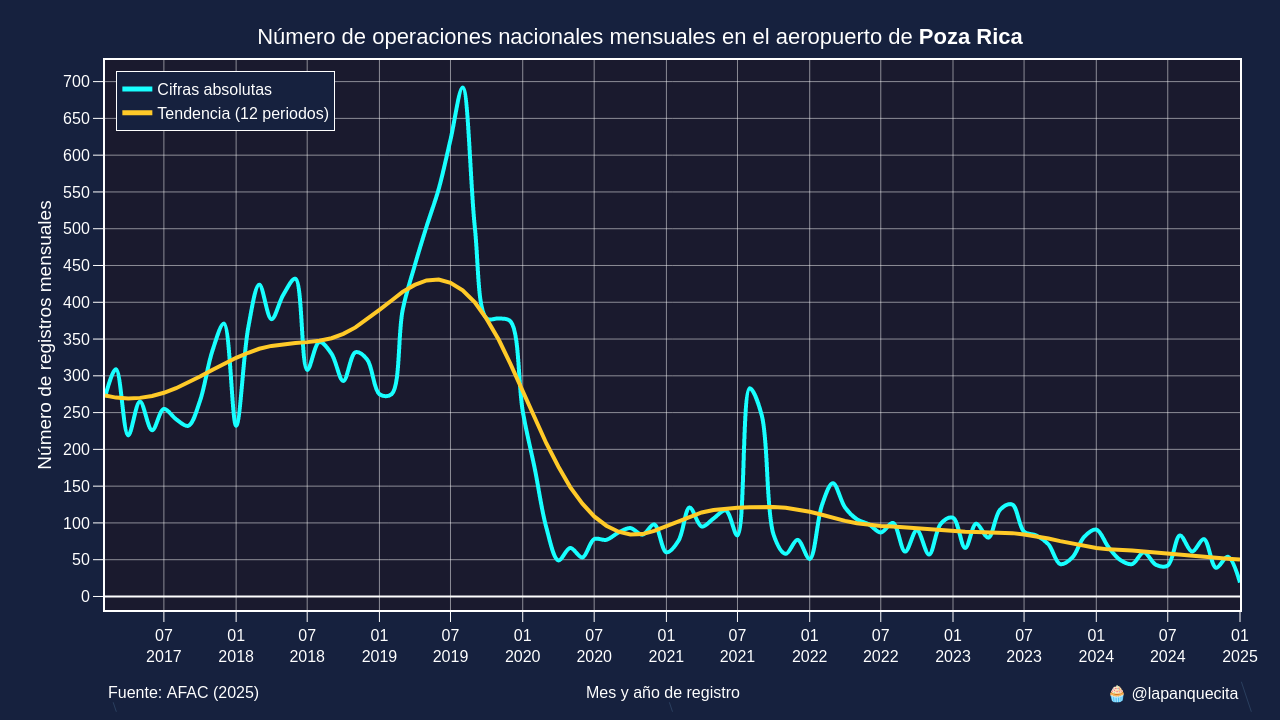 Número de operaciones nacionales mensuales en el aeropuerto de Poza Rica
Cifras absolutas
Tendencia (12 periodos)
Número de registros mensuales
700
650
600
550
500
450
400
350
300
250
200
150
100
50
0
07 01 07 01 07 01 07 01 07 01 07 01 07 01 07 01
2017 2018 2018 2019 2019 2020 2020 2021 2021 2022 2022 2023 2023 2024 2024 2025
Fuente: AFAC (2025)
Mes y año de registro
🧁 @lapanquecita